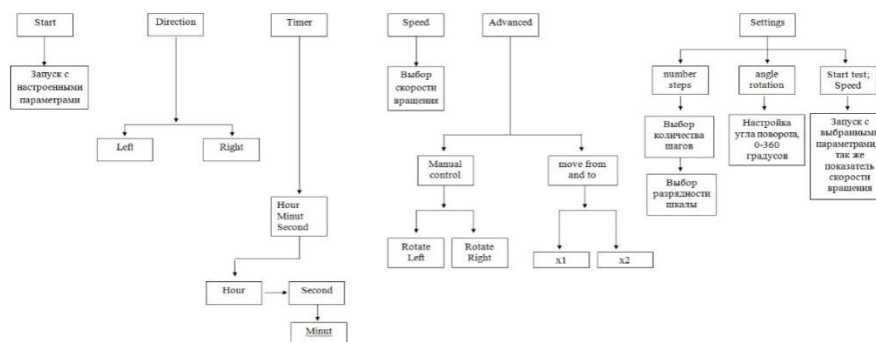 Start
Запуск с
настроенными
параметрами
Direction
Left
Right
Timer
Hour
Minut
Second
Hour
Second
Minut
Speed
Выбор
скорости
вращения
Advanced
Manual
control
Rotate
Left
Rotate
Right
move from
and to
x1
x2
Settings
number
steps
Выбор
количества
шагов
Выбор
разрядности
шкалы
angle
rotation
Настройка
угла поворота,
0-360
градусов
Start test;
Speed
Запуск с
выбранными
параметрами,
так же
показатель
скорости
вращения